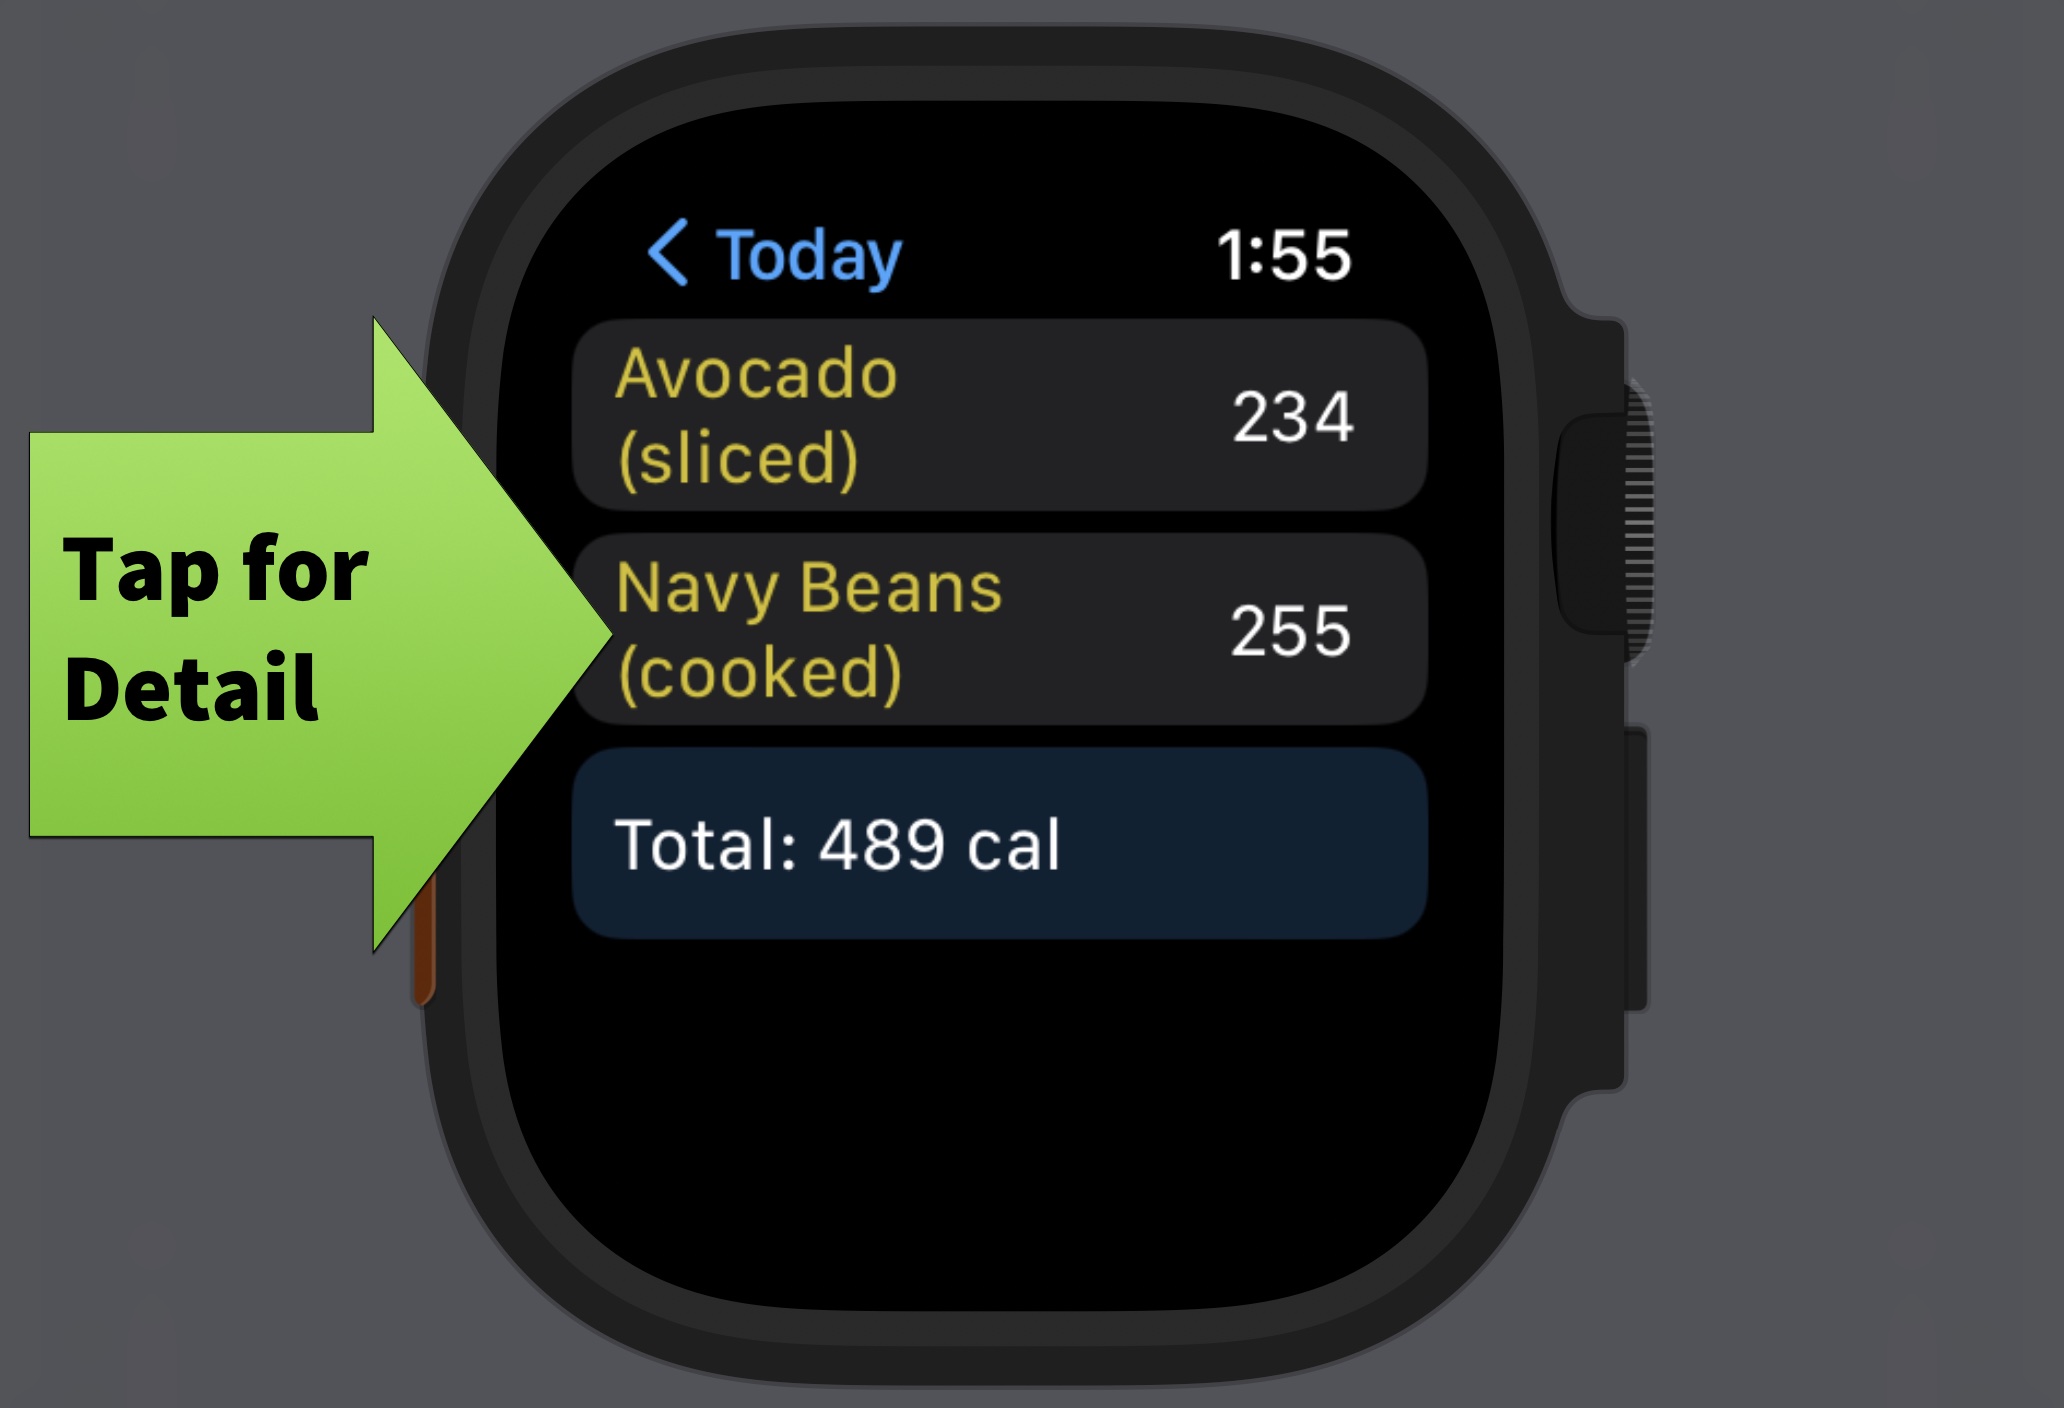 Today
1:55
Avocado
(sliced)
234
Navy Beans
(cooked)
255
Total: 489 cal
Tap for
Detail